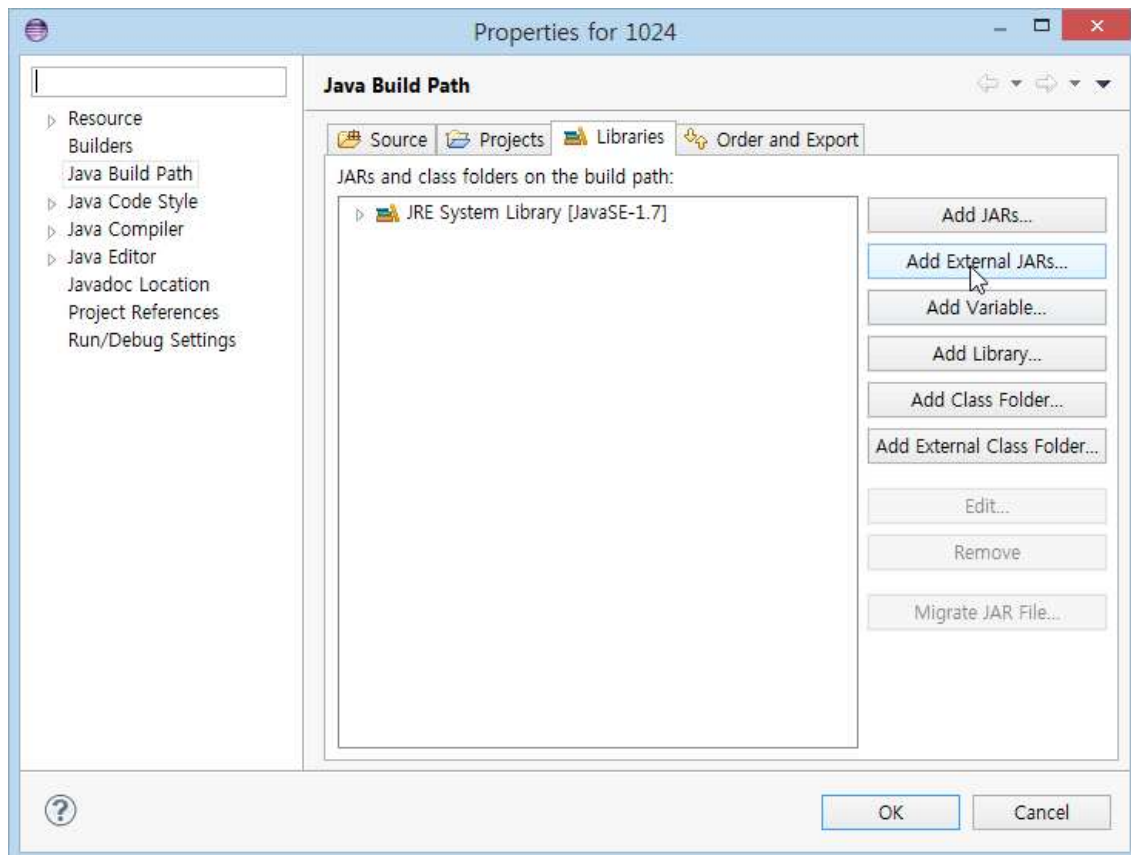 Properties for 1024
Java Build Path
Resource
Builders
Java Build Path
Java Code Style
Java Compiler
Java Editor
Javadoc Location
Project References
Run/Debug Settings
Source Projects Libraries Order and Export
JARs and class folders on the build path:
JRE System Library [JavaSE-1.7]
Add JARs...
Add External JARs...
Add Variable...
Add Library...
Add Class Folder...
Add External Class Folder...
Edit...
Remove
Migrate JAR File...
?
OK Cancel